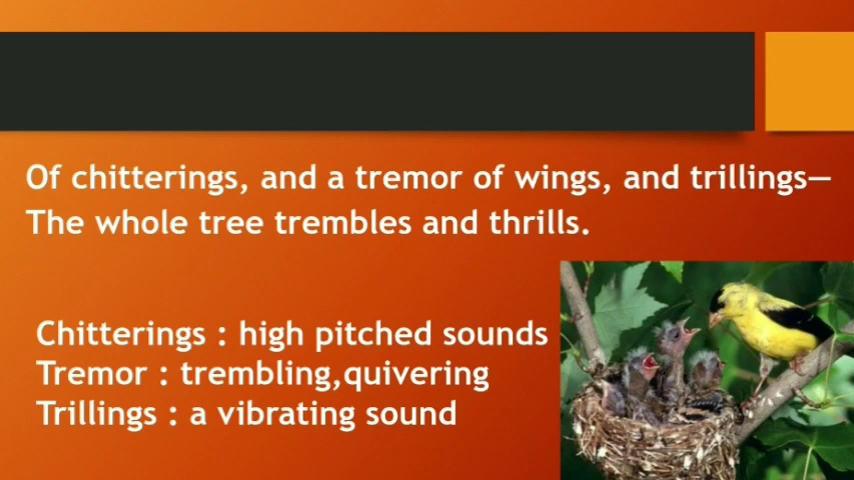 Of chitterings, and a tremor of wings, and trillings—
The whole tree trembles and thrills.
Chitterings : high pitched sounds
Tremor : trembling,quivering
Trillings : a vibrating sound